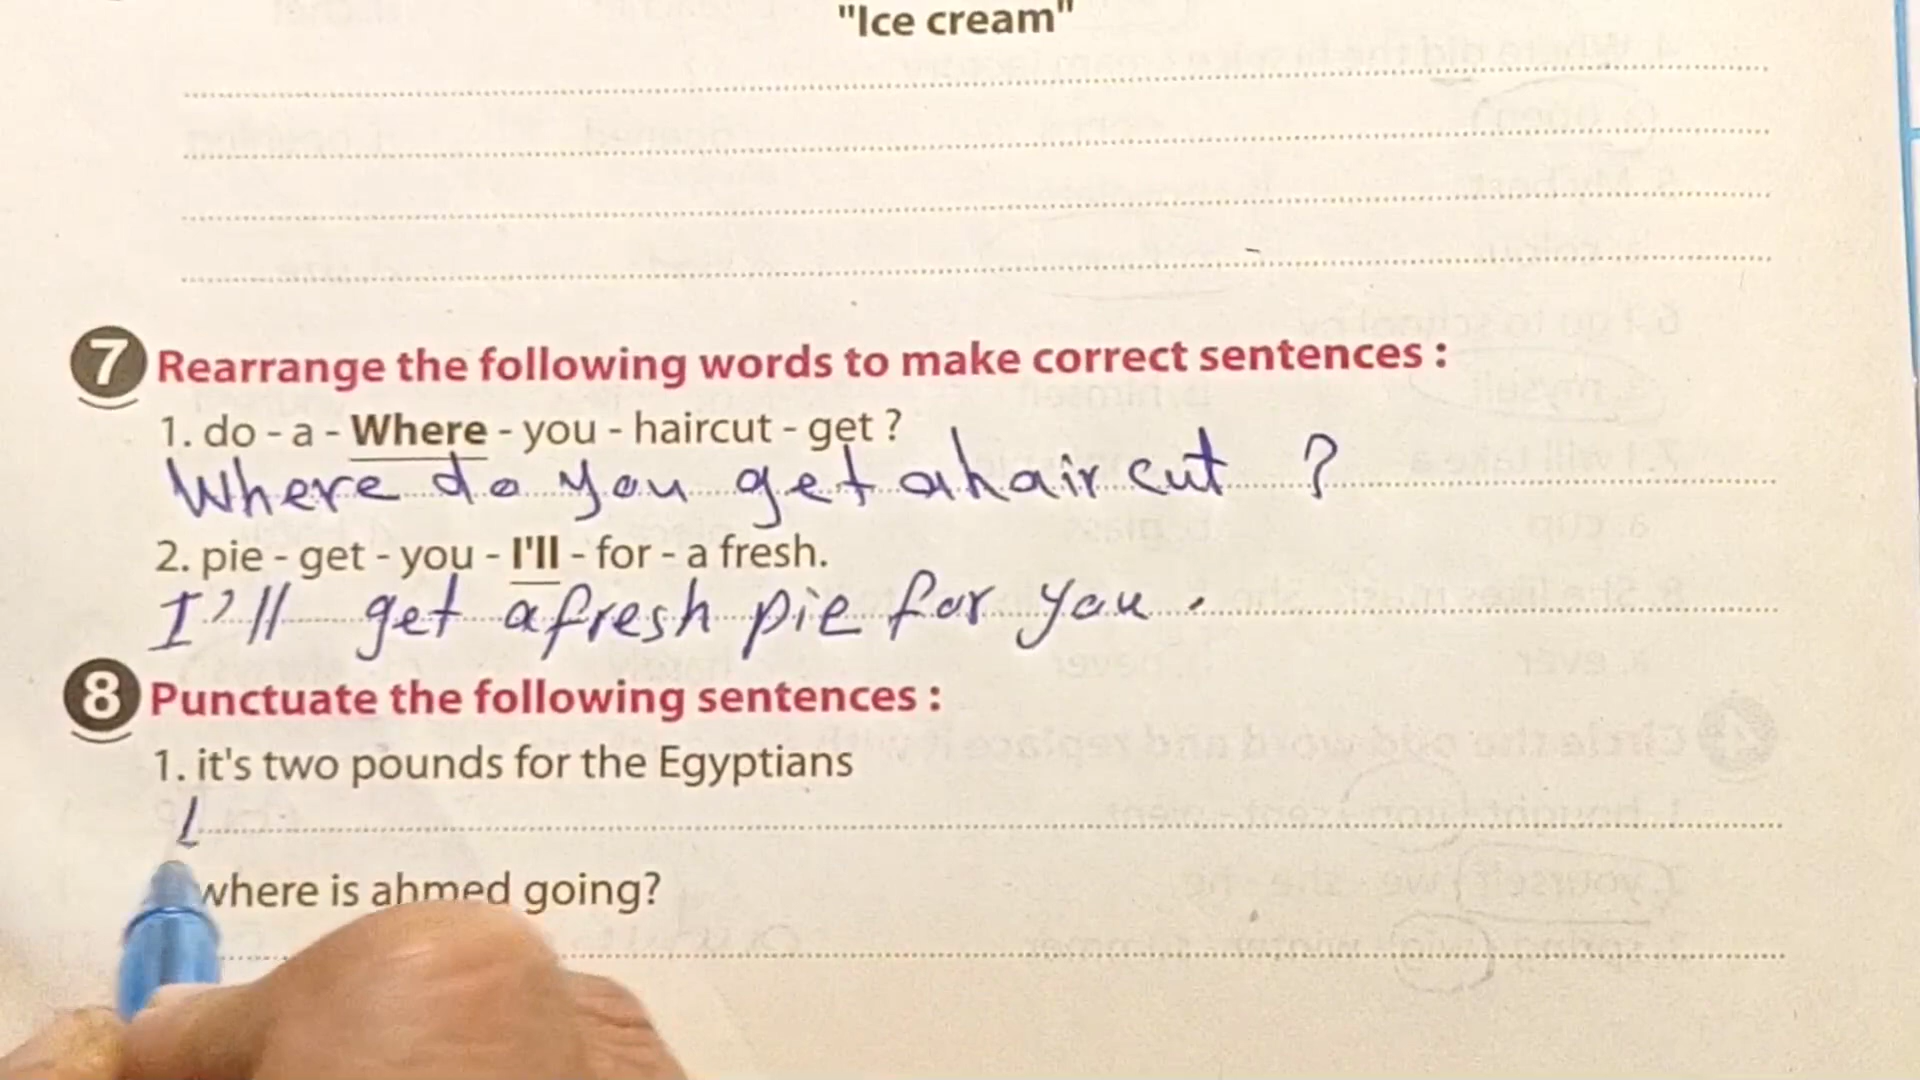 "Ice cream"
7 Rearrange the following words to make correct sentences :
1. do - a - Where - you - haircut - get ?
Where do you get a haircut ?
2. pie - get - you - I'll - for - a fresh.
I'll get a fresh pie for you .
8 Punctuate the following sentences :
1. it's two pounds for the Egyptians
where is ahmed going?